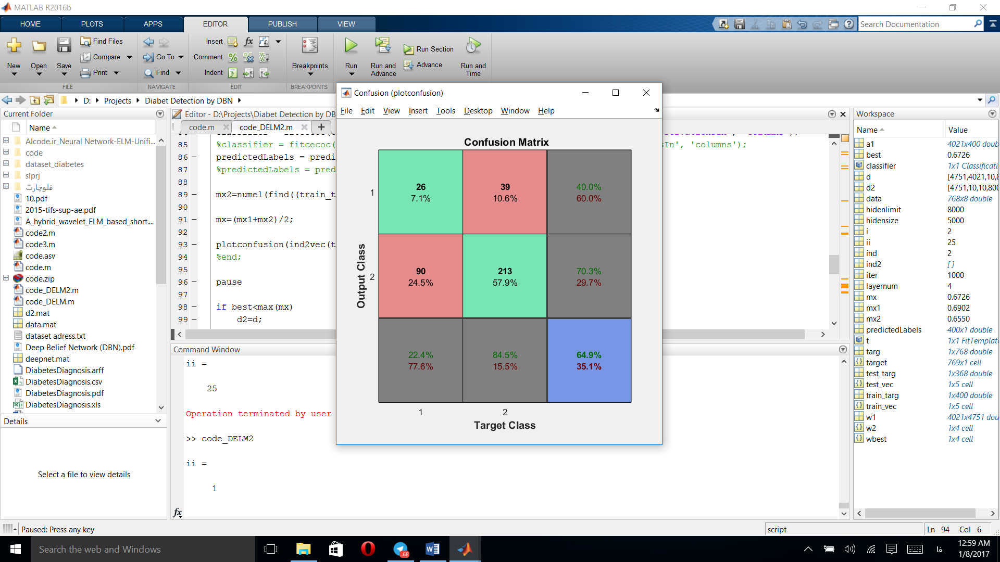 MATLAB R2016b
HOME PLOTS APPS EDITOR PUBLISH VIEW
Search Documentation
New Open Save
Find Files
Compare
Print
Go To
Find
Insert
Comment
Indent
fx
Breakpoints
Run
Run and Advance
Run Section
Advance
Run and Time
FILE NAVIGATE EDIT BREAKPOINTS
D: Projects Diabet Detection by DBN
Current Folder
Name
AIcode.ir_Neural Network-ELM-Unifi...
code
dataset_diabetes
slprj
فلوچارت
10.pdf
2015-tifs-sup-ae.pdf
A_hybrid_wavelet_ELM_based_short....
code2.m
code3.m
code.asv
code.m
code.zip
code_DELM2.m
code_DELM.m
d2.mat
data.mat
dataset adress.txt
Deep Belief Network (DBN).pdf
deepnet.mat
DiabetesDiagnosis.arff
DiabetesDiagnosis.csv
DiabetesDiagnosis.pdf
DiabetesDiagnosis.xls
Details
Select a file to view details
Editor - D:\Projects\Diabet Detection by DB
code.m code_DELM2.m +
85 %classifier = fitcecoc( In', 'columns');
86 predictedLabels = predi
87 %predictedLabels = pred
88
89 mx2=numel(find((train_t
90
91 mx=(mx1+mx2)/2;
92
93 plotconfusion(ind2vec(t
94 %end;
95
96 pause
97
98 if best<max(mx)
99 d2=d;
Command Window
ii =
25
Operation terminated by user
>> code_DELM2
ii =
1
fx
Confusion (plotconfusion)
File Edit View Insert Tools Desktop Window Help
Confusion Matrix
Output Class
1
26
7.1%
39
10.6%
40.0%
60.0%
2
90
24.5%
213
57.9%
70.3%
29.7%
22.4%
77.6%
84.5%
15.5%
64.9%
35.1%
1 2
Target Class
Workspace
Name Value
a1 4021x400 doub
best 0.6726
classifier 1x1 Classificati
d [4751,4021,10,8
d2 [4751,10,10,800
data 768x8 double
hidenlimit 8000
hidensize 5000
i 2
ii 25
ind 2
ind2 []
iter 1000
layernum 4
mx 0.6726
mx1 0.6902
mx2 0.6550
predictedLabels 400x1 double
t 1x1 FitTemplate
targ 1x768 double
target 769x1 cell
test_targ 1x368 double
test_vec 1x5 cell
train_targ 1x400 double
train_vec 1x5 cell
w1 4021x4751 dou
w2 1x4 cell
wbest 1x4 cell
Paused: Press any key
script
Ln 94 Col 6
Search the web and Windows
..68
فا
12:59 AM
1/8/2017